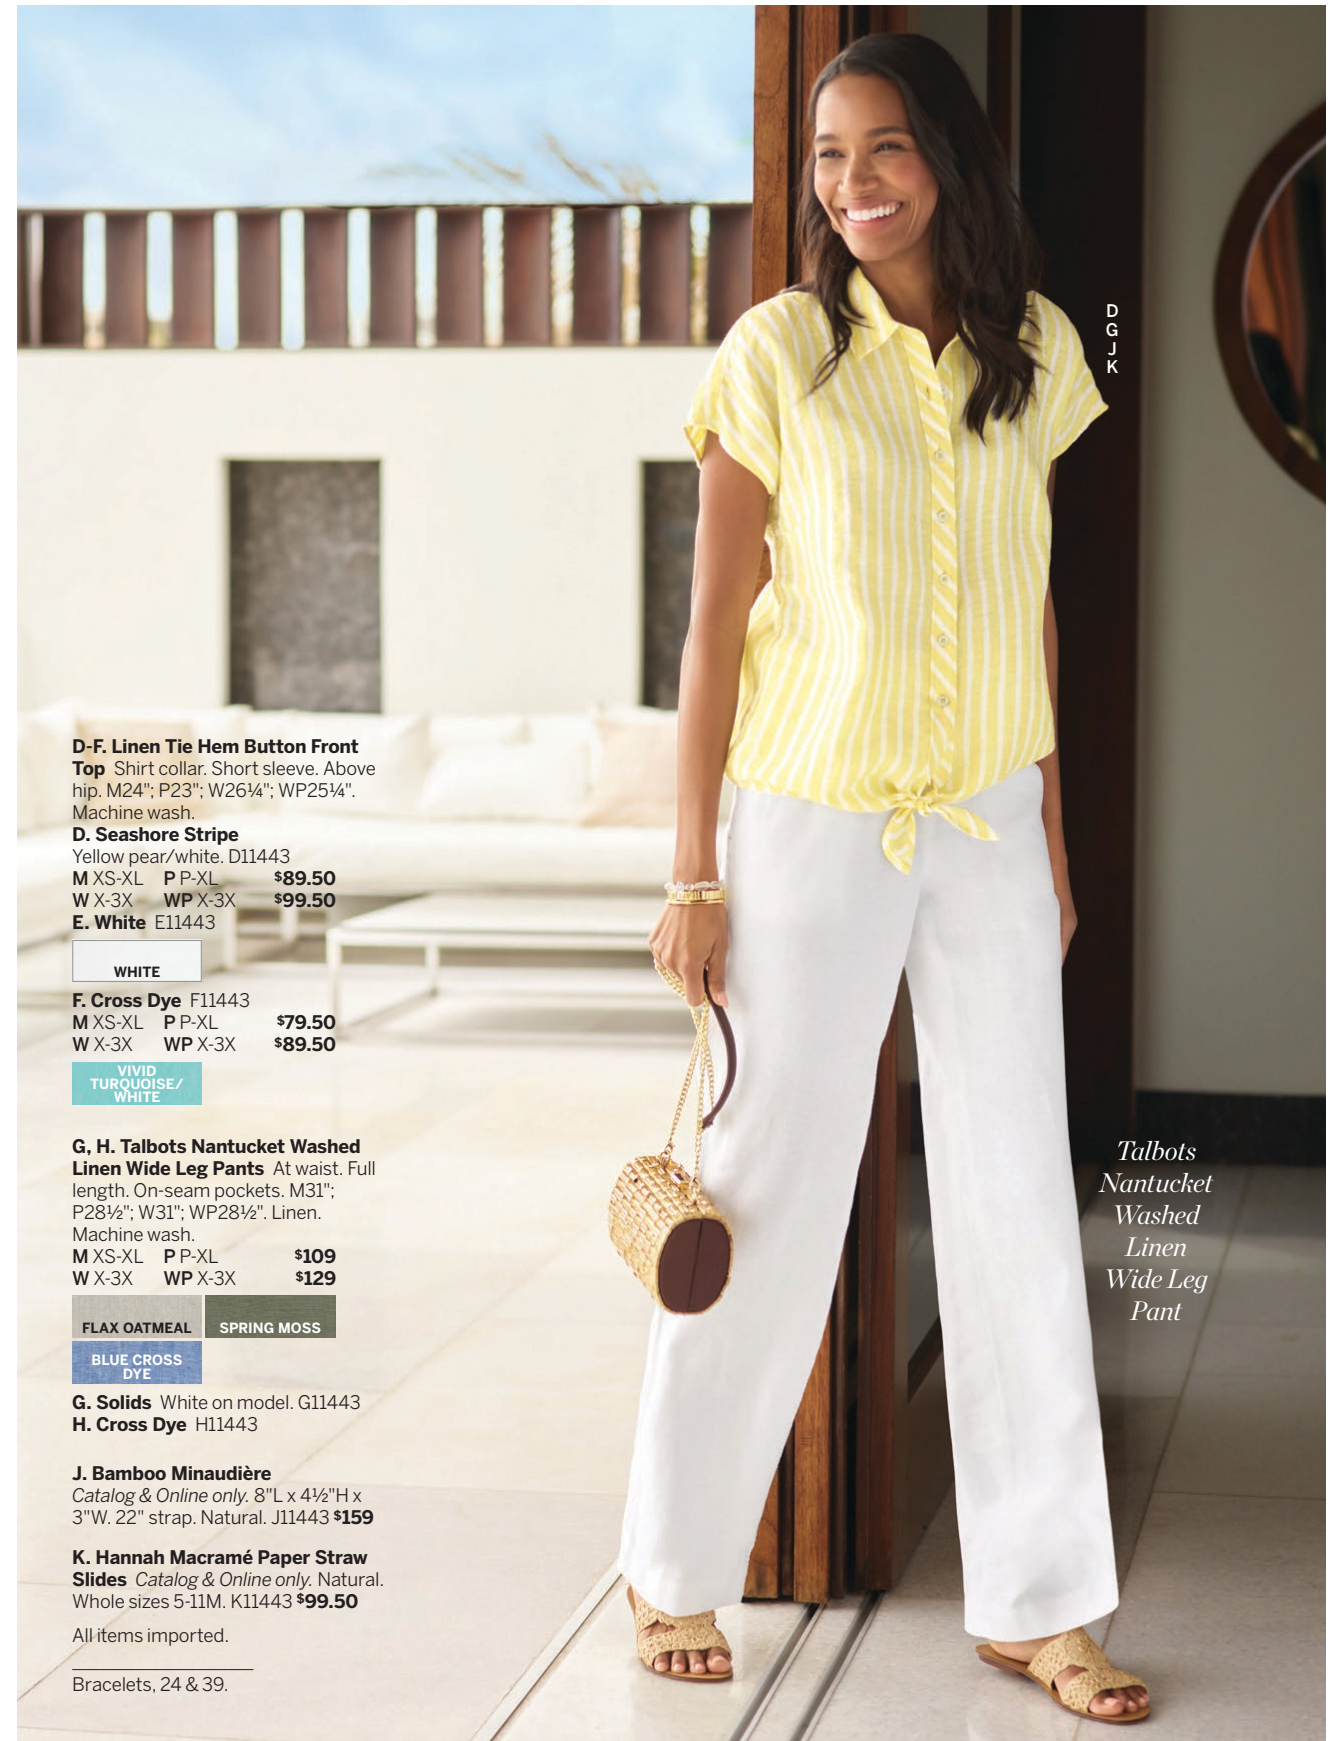 D
G
J
K
D-F. Linen Tie Hem Button Front
Top Shirt collar. Short sleeve. Above
hip. M24"; P23"; W26¼"; WP25¼".
Machine wash.
D. Seashore Stripe
Yellow pear/white. D11443
M XS-XL P P-XL $89.50
W X-3X WP X-3X $99.50
E. White E11443
WHITE
F. Cross Dye F11443
M XS-XL P P-XL $79.50
W X-3X WP X-3X $89.50
VIVID
TURQUOISE/
WHITE
G, H. Talbots Nantucket Washed
Linen Wide Leg Pants At waist. Full
length. On-seam pockets. M31";
P28½"; W31"; WP28½". Linen.
Machine wash.
M XS-XL P P-XL $109
W X-3X WP X-3X $129
FLAX OATMEAL SPRING MOSS
BLUE CROSS
DYE
G. Solids White on model. G11443
H. Cross Dye H11443
J. Bamboo Minaudière
Catalog & Online only. 8"L x 4½"H x
3"W. 22" strap. Natural. J11443 $159
K. Hannah Macramé Paper Straw
Slides Catalog & Online only. Natural.
Whole sizes 5-11M. K11443 $99.50
All items imported.
Bracelets, 24 & 39.
Talbots
Nantucket
Washed
Linen
Wide Leg
Pant